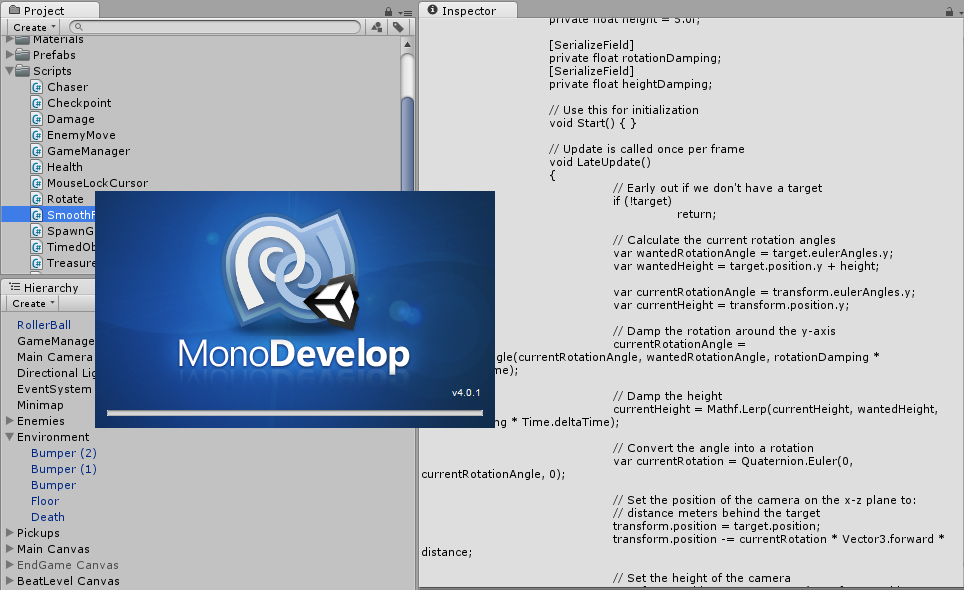 Project
Create
Materials
Prefabs
Scripts
Chaser
Checkpoint
Damage
EnemyMove
GameManager
Health
MouseLockCursor
Rotate
SpawnG
TimedOb
Treasure
Hierarchy
Create
RollerBall
GameManage
Main Camera
Directional Lig
EventSystem
Minimap
Enemies
Environment
Bumper (2)
Bumper (1)
Bumper
Floor
Death
Pickups
Main Canvas
EndGame Canvas
BeatLevel Canvas
MonoDevelop
v4.0.1
Inspector
private float height = 5.0f;
[SerializeField]
private float rotationDamping;
[SerializeField]
private float heightDamping;
// Use this for initialization
void Start() { }
// Update is called once per frame
void LateUpdate()
{
// Early out if we don't have a target
if (!target)
return;
// Calculate the current rotation angles
var wantedRotationAngle = target.eulerAngles.y;
var wantedHeight = target.position.y + height;
var currentRotationAngle = transform.eulerAngles.y;
var currentHeight = transform.position.y;
// Damp the rotation around the y-axis
currentRotationAngle =
gle(currentRotationAngle, wantedRotationAngle, rotationDamping *
me);
// Damp the height
currentHeight = Mathf.Lerp(currentHeight, wantedHeight,
ng * Time.deltaTime);
// Convert the angle into a rotation
var currentRotation = Quaternion.Euler(0,
currentRotationAngle, 0);
// Set the position of the camera on the x-z plane to:
// distance meters behind the target
transform.position = target.position;
transform.position -= currentRotation * Vector3.forward *
distance;
// Set the height of the camera